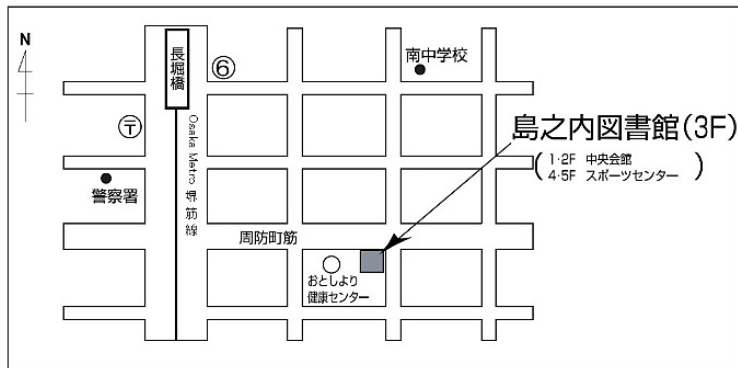 N
長堀橋
⑥
南中学校
〒
Osaka Metro 堺筋線
警察署
島之内図書館(3F)
(1・2F 中央会館
4・5F スポーツセンター)
周防町筋
おとしより
健康センター